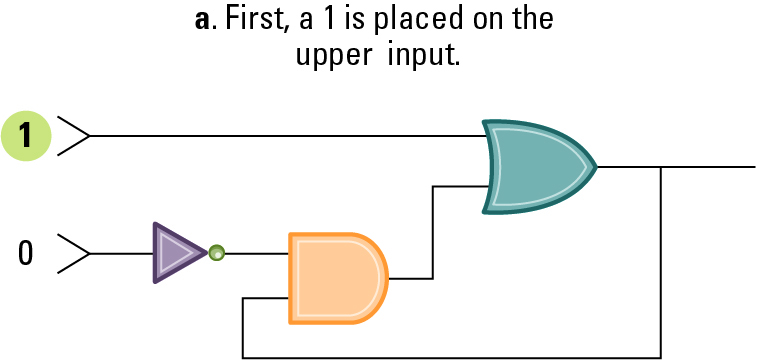 a. First, a 1 is placed on the
upper input.
1
0